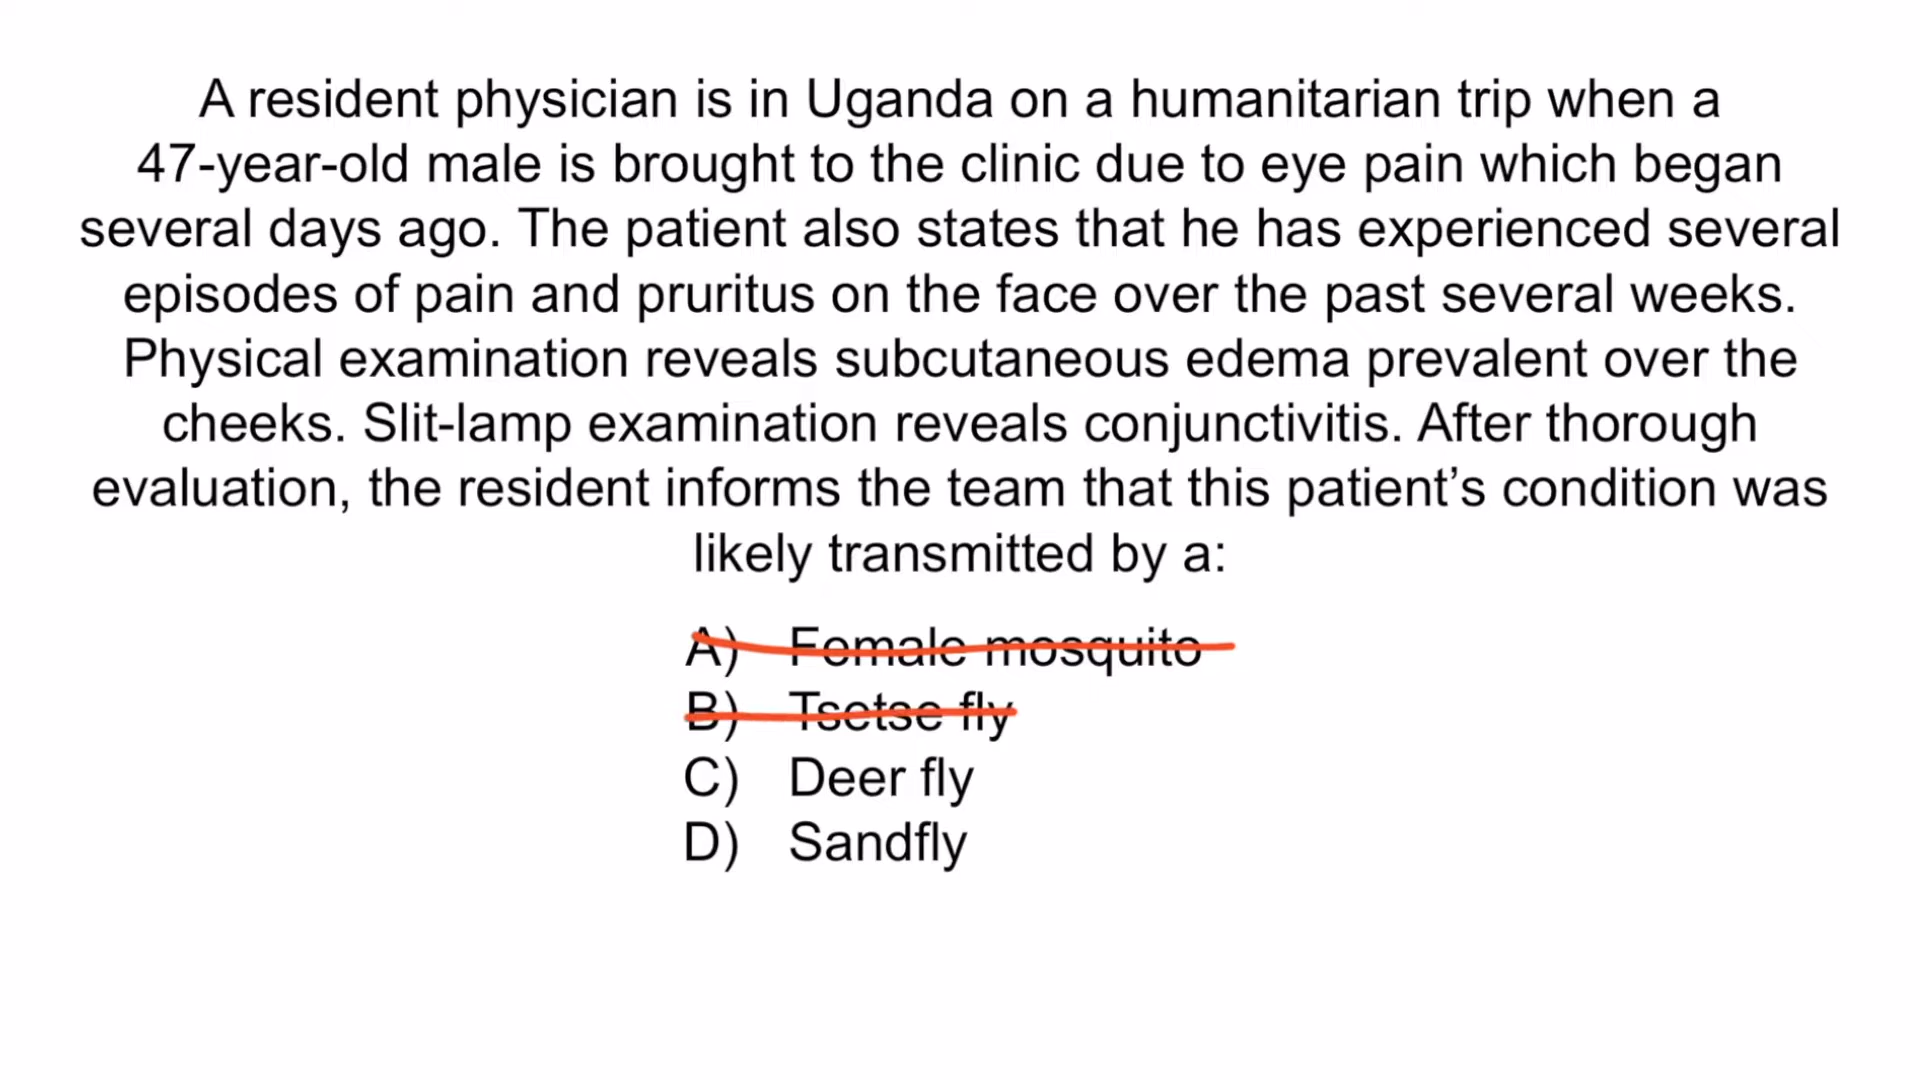 A resident physician is in Uganda on a humanitarian trip when a
47-year-old male is brought to the clinic due to eye pain which began
several days ago. The patient also states that he has experienced several
episodes of pain and pruritus on the face over the past several weeks.
Physical examination reveals subcutaneous edema prevalent over the
cheeks. Slit-lamp examination reveals conjunctivitis. After thorough
evaluation, the resident informs the team that this patient’s condition was
likely transmitted by a:
A) Female mosquito
B) Tsetse fly
C) Deer fly
D) Sandfly